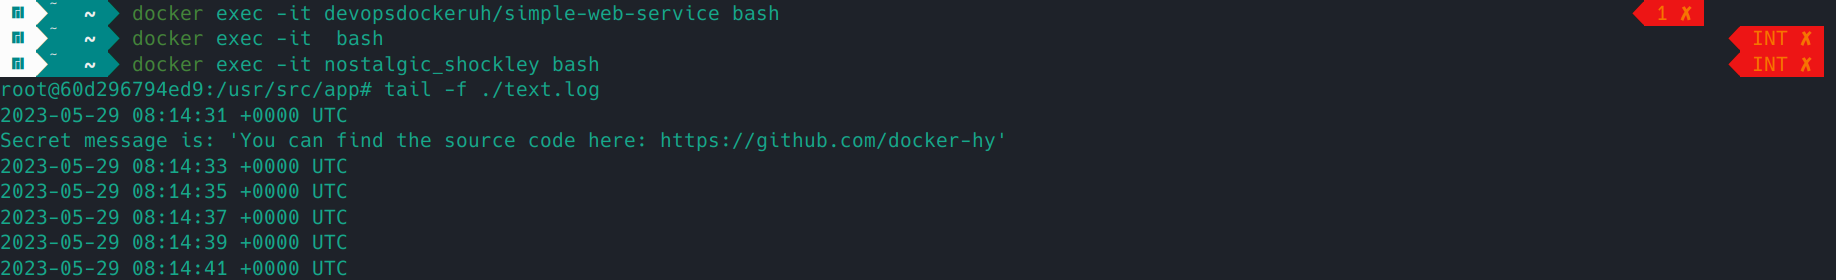 ~ ~ docker exec -it devopsdockeruh/simple-web-service bash 1 ✘
~ ~ docker exec -it  bash INT ✘
~ ~ docker exec -it nostalgic_shockley bash INT ✘
root@60d296794ed9:/usr/src/app# tail -f ./text.log
2023-05-29 08:14:31 +0000 UTC
Secret message is: 'You can find the source code here: https://github.com/docker-hy'
2023-05-29 08:14:33 +0000 UTC
2023-05-29 08:14:35 +0000 UTC
2023-05-29 08:14:37 +0000 UTC
2023-05-29 08:14:39 +0000 UTC
2023-05-29 08:14:41 +0000 UTC